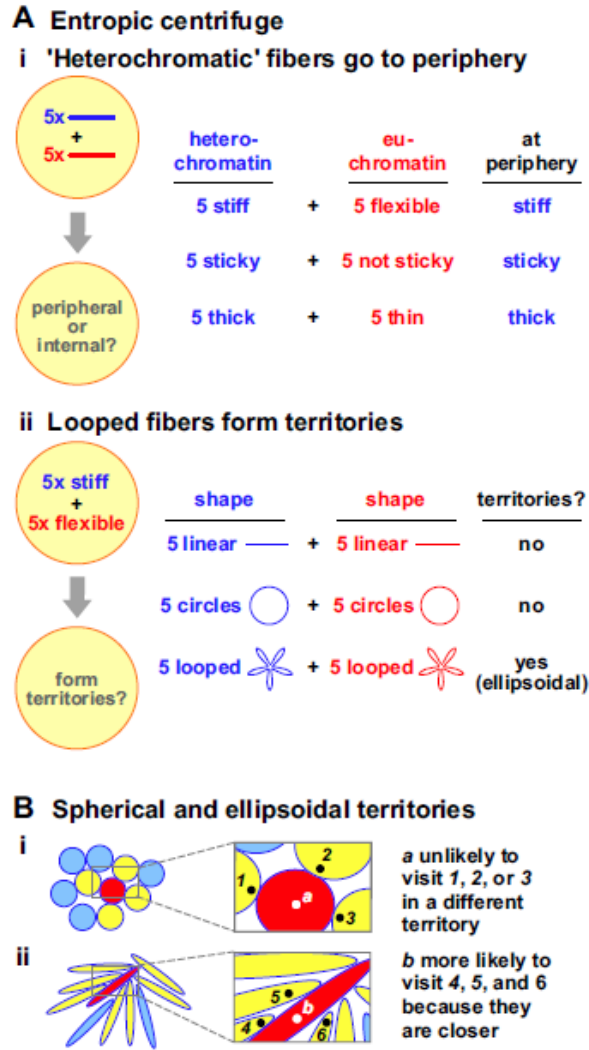 A Entropic centrifuge
i 'Heterochromatic' fibers go to periphery
5x
+
5x
peripheral
or
internal?
hetero-
chromatin
eu-
chromatin
at
periphery
5 stiff + 5 flexible stiff
5 sticky + 5 not sticky sticky
5 thick + 5 thin thick
ii Looped fibers form territories
5x stiff
+
5x flexible
form
territories?
shape shape territories?
5 linear + 5 linear no
5 circles + 5 circles no
5 looped + 5 looped yes
(ellipsoidal)
B Spherical and ellipsoidal territories
i
1
2
a
3
a unlikely to
visit 1, 2, or 3
in a different
territory
ii
5
b
4
6
b more likely to
visit 4, 5, and 6
because they
are closer